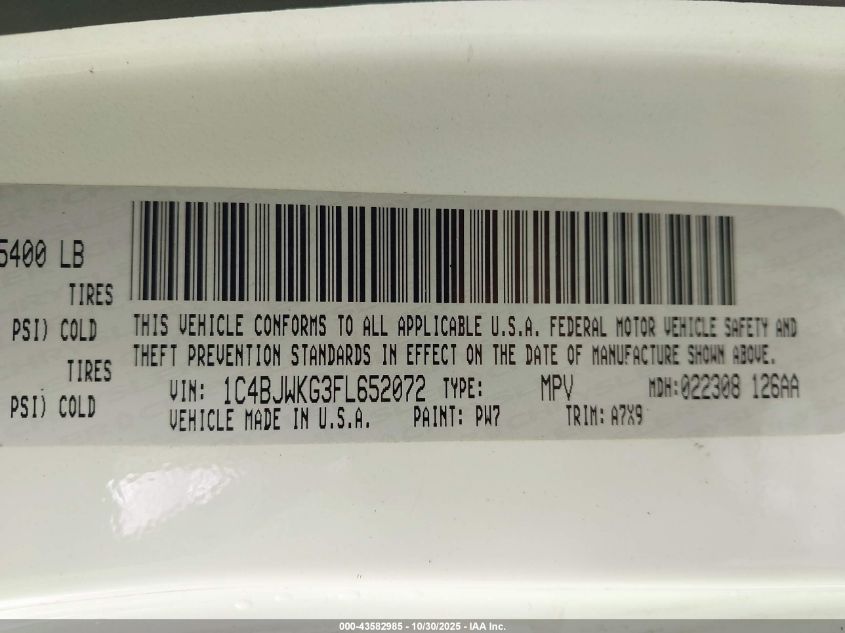 5400 LB
TIRES
PSI) COLD
TIRES
PSI) COLD
THIS VEHICLE CONFORMS TO ALL APPLICABLE U.S.A. FEDERAL MOTOR VEHICLE SAFETY AND
THEFT PREVENTION STANDARDS IN EFFECT ON THE DATE OF MANUFACTURE SHOWN ABOVE.
VIN: 1C4BJWKG3FL652072 TYPE: MPV MDH:022308 126AA
VEHICLE MADE IN U.S.A. PAINT: PW7 TRIM: A7X9
000-43582985 - 10/30/2025 - IAA Inc.